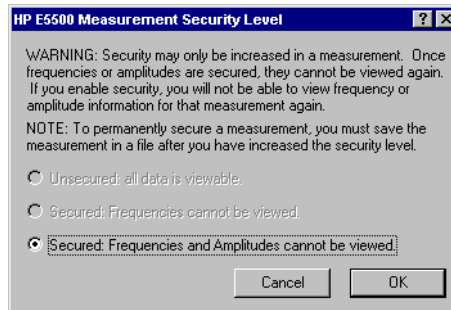 HP E5500 Measurement Security Level
WARNING: Security may only be increased in a measurement. Once
frequencies or amplitudes are secured, they cannot be viewed again.
If you enable security, you will not be able to view frequency or
amplitude information for that measurement again.
NOTE: To permanently secure a measurement, you must save the
measurement in a file after you have increased the security level.
Unsecured: all data is viewable.
Secured: Frequencies cannot be viewed.
Secured: Frequencies and Amplitudes cannot be viewed.
Cancel OK